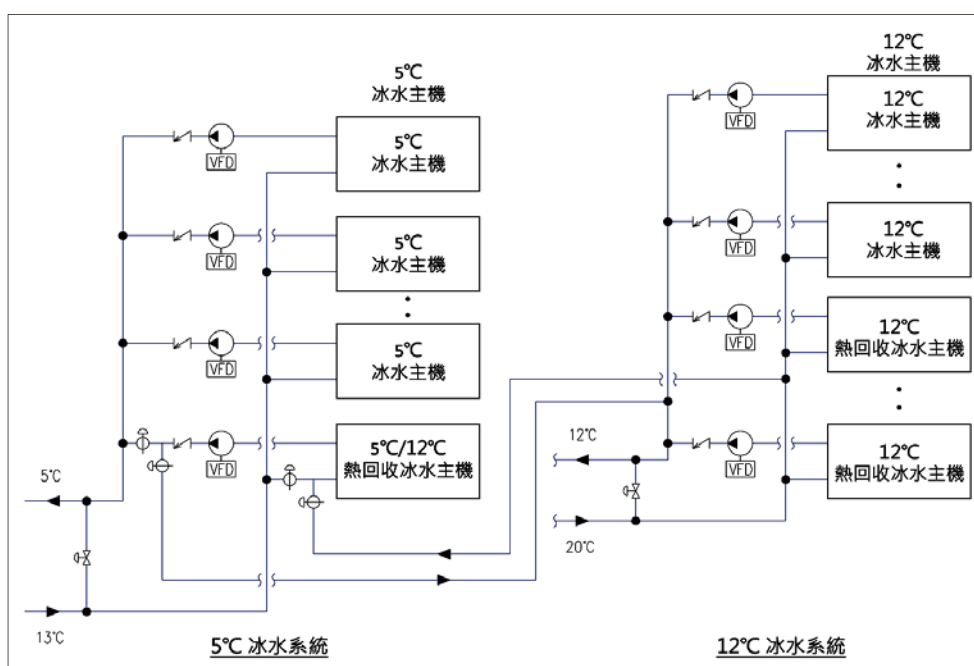 5℃
冰水主機
5℃
冰水主機
VFD
5℃
冰水主機
VFD
5℃
冰水主機
VFD
5℃/12℃
熱回收冰水主機
VFD
5℃
13℃
5℃ 冰水系統
12℃
冰水主機
12℃
冰水主機
VFD
12℃
冰水主機
VFD
12℃
熱回收冰水主機
VFD
12℃
熱回收冰水主機
VFD
12℃
20℃
12℃ 冰水系統